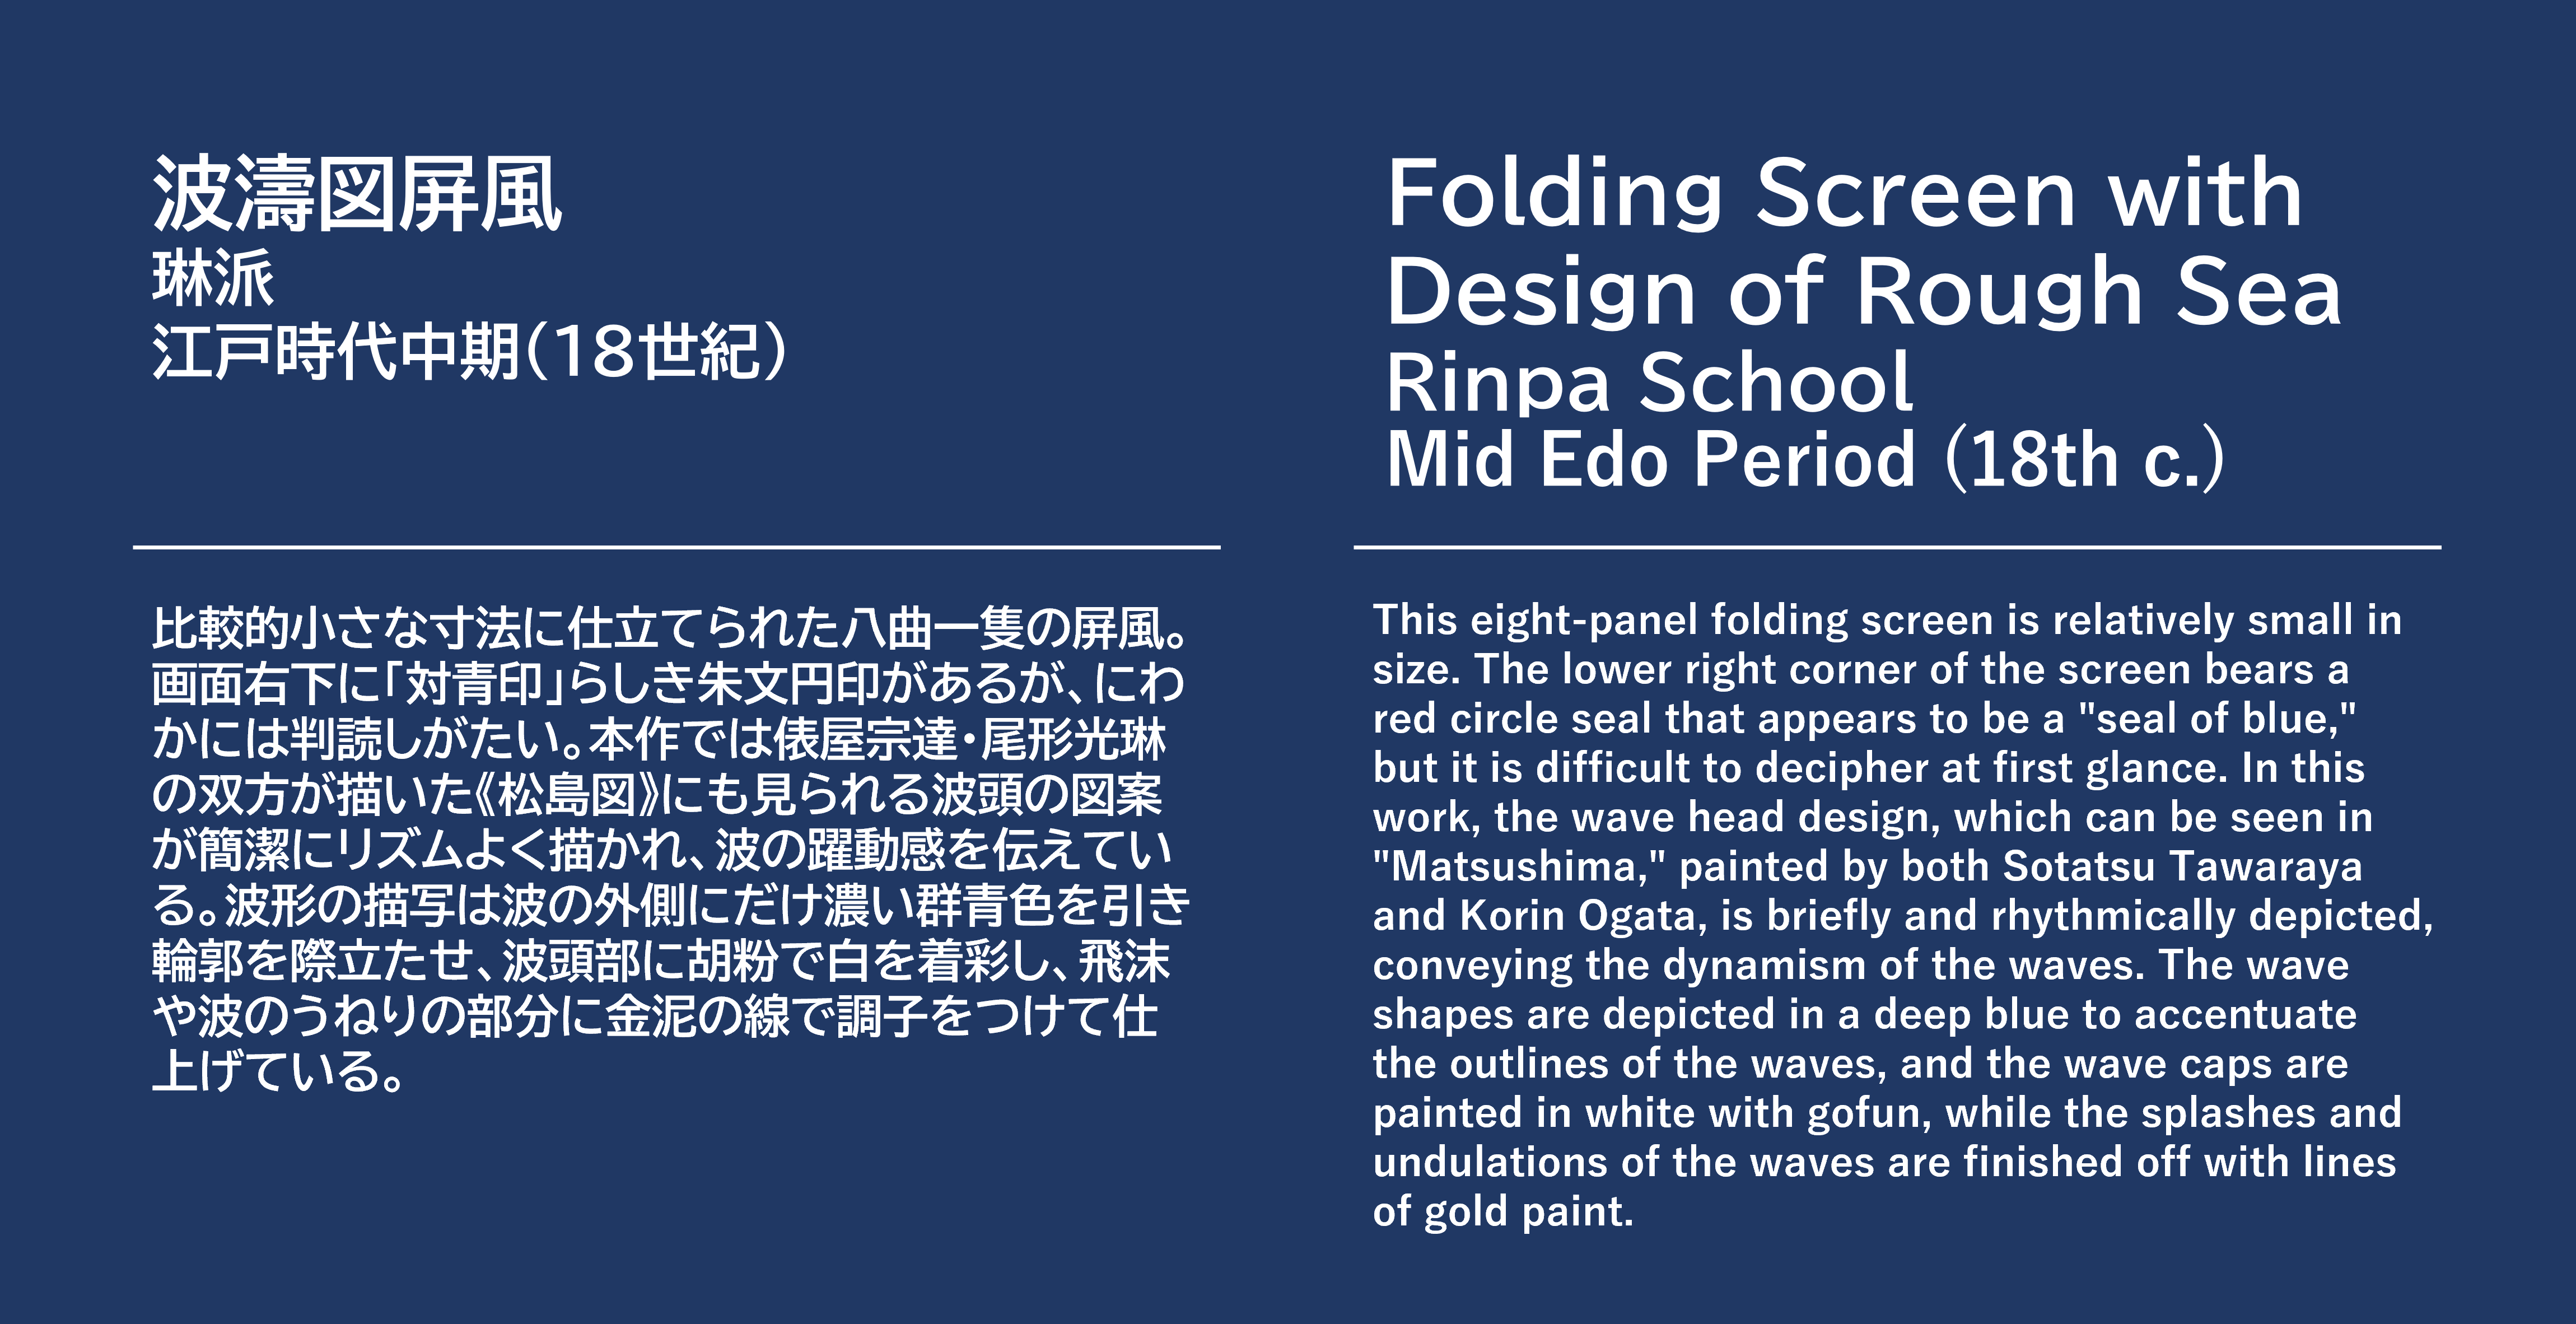 波濤図屏風
琳派
江戸時代中期(18世紀)
比較的小さな寸法に仕立てられた八曲一隻の屏風。
画面右下に「対青印」らしき朱文円印があるが、にわ
かには判読しがたい。本作では俵屋宗達・尾形光琳
の双方が描いた《松島図》にも見られる波頭の図案
が簡潔にリズムよく描かれ、波の躍動感を伝えてい
る。波形の描写は波の外側にだけ濃い群青色を引き
輪郭を際立たせ、波頭部に胡粉で白を着彩し、飛沫
や波のうねりの部分に金泥の線で調子をつけて仕
上げている。
Folding Screen with
Design of Rough Sea
Rinpa School
Mid Edo Period (18th c.)
This eight-panel folding screen is relatively small in
size. The lower right corner of the screen bears a
red circle seal that appears to be a "seal of blue,"
but it is difficult to decipher at first glance. In this
work, the wave head design, which can be seen in
"Matsushima," painted by both Sotatsu Tawaraya
and Korin Ogata, is briefly and rhythmically depicted,
conveying the dynamism of the waves. The wave
shapes are depicted in a deep blue to accentuate
the outlines of the waves, and the wave caps are
painted in white with gofun, while the splashes and
undulations of the waves are finished off with lines
of gold paint.